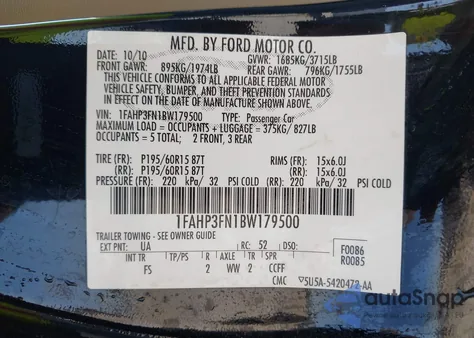 MFD. BY FORD MOTOR CO.
DATE: 10/10 GVWR: 1685KG/3715LB
FRONT GAWR: 895KG/1974LB REAR GAWR: 796KG/1755LB
THIS VEHICLE CONFORMS TO ALL APPLICABLE FEDERAL MOTOR
VEHICLE SAFETY, BUMPER, AND THEFT PREVENTION STANDARDS
IN EFFECT ON THE DATE OF MANUFACTURE SHOWN ABOVE.
VIN: 1FAHP3FN1BW179500 TYPE: Passenger Car
MAXIMUM LOAD = OCCUPANTS + LUGGAGE = 375KG/ 827LB
OCCUPANTS = 5 TOTAL; 2 FRONT, 3 REAR
TIRE (FR): P195/60R15 87T RIMS (FR): 15x6.0J
TIRE (RR): P195/60R15 87T RIMS (RR): 15x6.0J
PRESSURE (FR): 220 kPa/ 32 PSI COLD (RR): 220 kPa/ 32 PSI COLD
1FAHP3FN1BW179500
TRAILER TOWING - SEE OWNER GUIDE
EXT PNT: UA RC: 52 DSO: F0086
R0085
INT TR TP/PS R AXLE TR SPR
FS 2 WW 2 CCFF
CMC 5U5A-5420472-AA
autoSnap